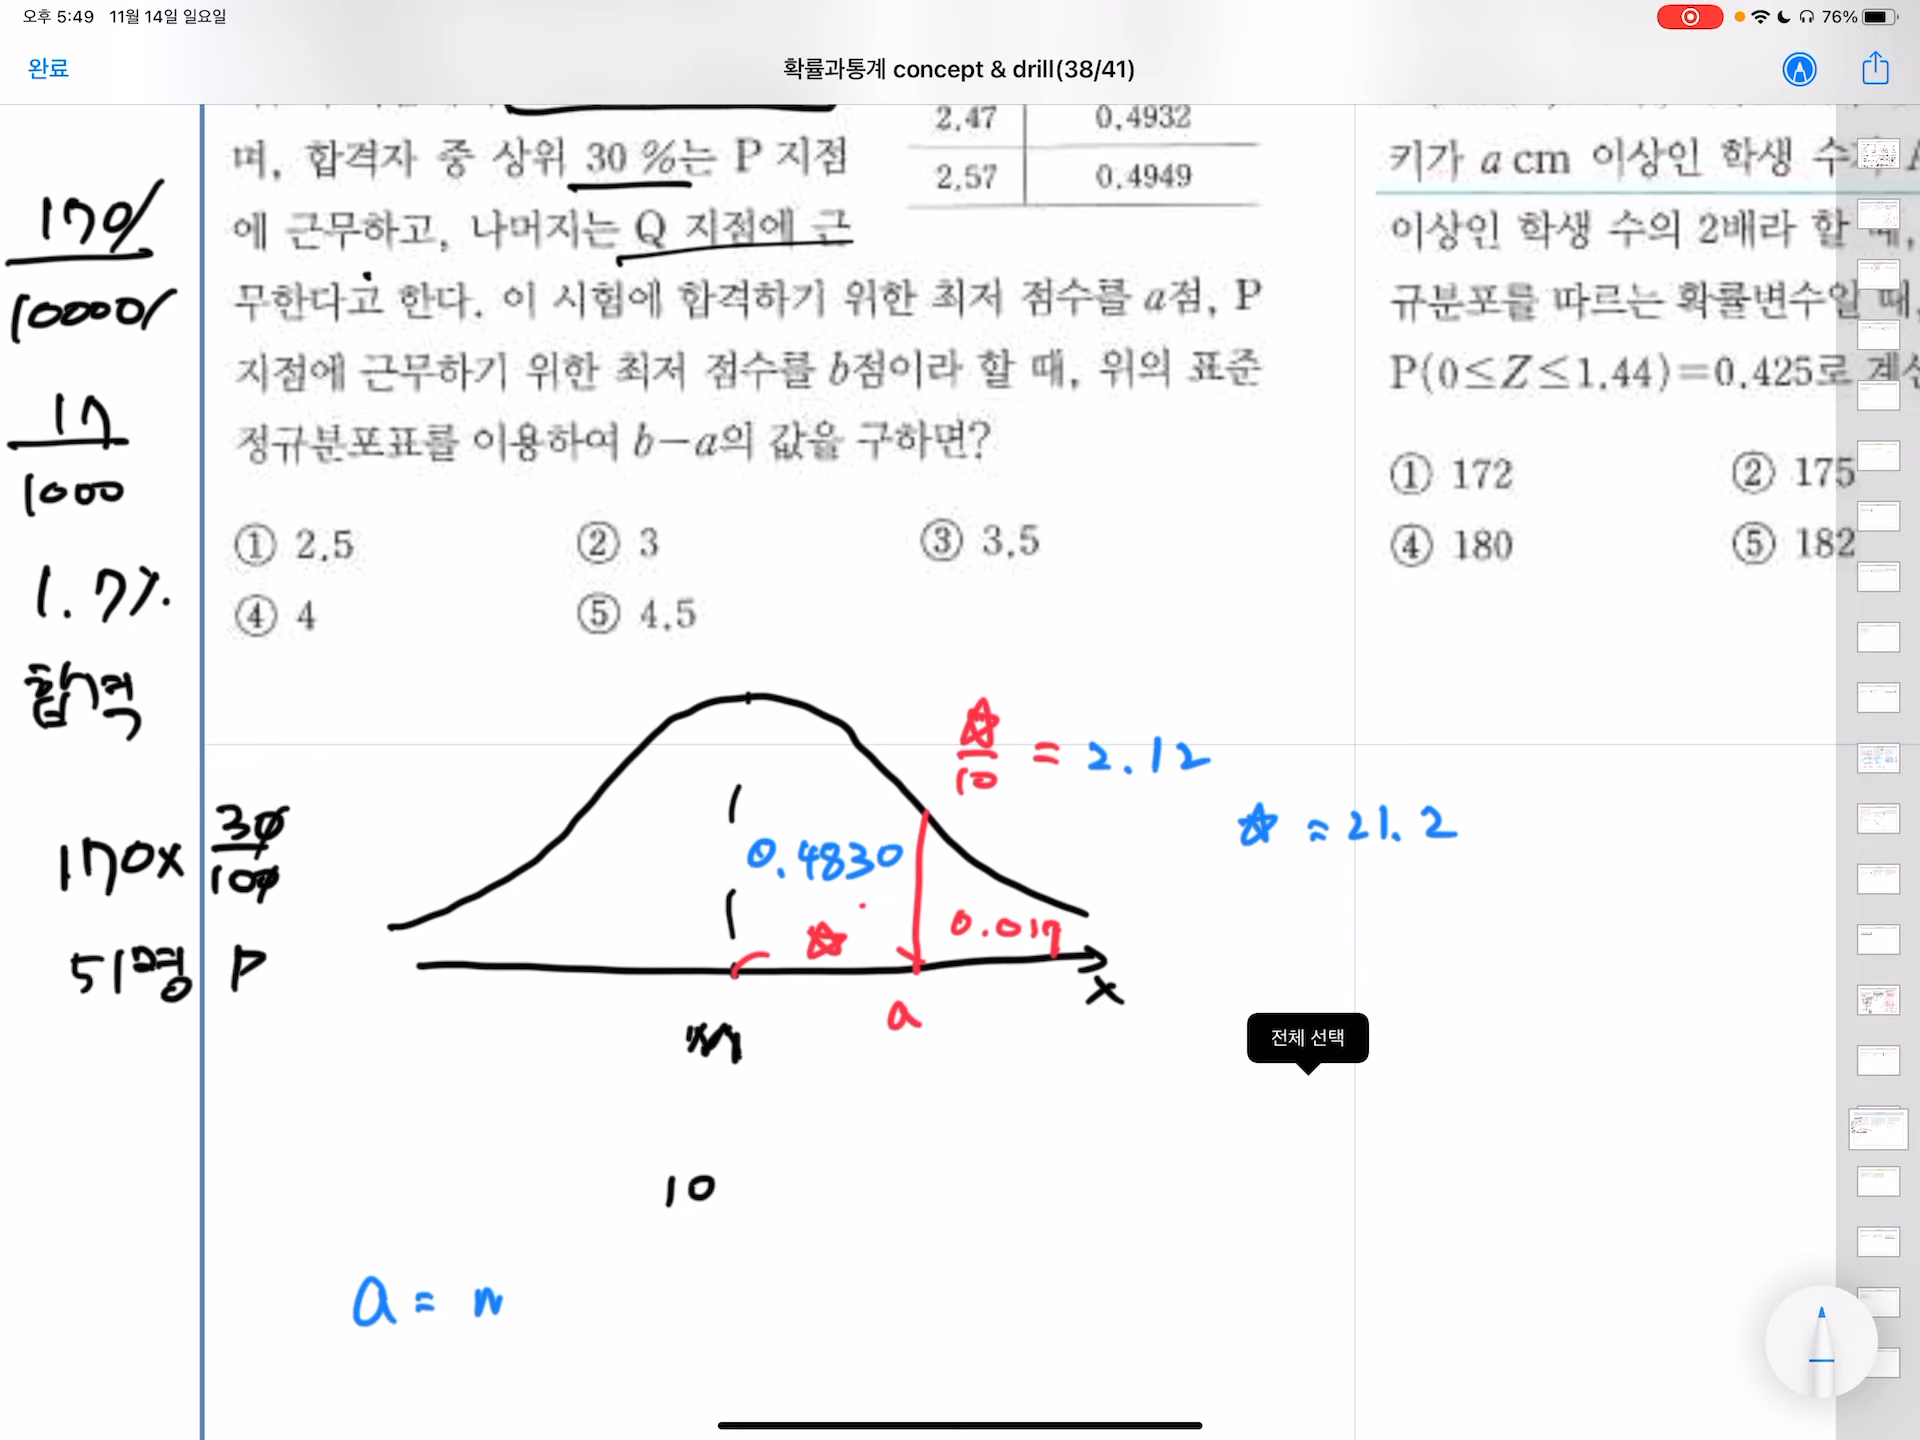 오후 5:49 11월 14일 일요일
76%
완료
확률과통계 concept & drill(38/41)
2.47 0.4932
2.57 0.4949
며, 합격자 중 상위 30 %는 P 지점
에 근무하고, 나머지는 Q 지점에 근
무한다고 한다. 이 시험에 합격하기 위한 최저 점수를 a점, P
지점에 근무하기 위한 최저 점수를 b점이라 할 때, 위의 표준
정규분포표를 이용하여 b−a의 값을 구하면?
① 2.5 ② 3 ③ 3.5
④ 4 ⑤ 4.5
키가 a cm 이상인 학생 수
이상인 학생 수의 2배라 할
규분포를 따르는 확률변수일 때,
P(0≤Z≤1.44)=0.425로
① 172 ② 175
④ 180 ⑤ 182
170
10000
17
1000
1.7%
합격
170x 30
100
51명 P
☆
10
= 2.12
☆ = 21.2
0.4830
☆
0.017
a
x
m
10
a =
전체 선택